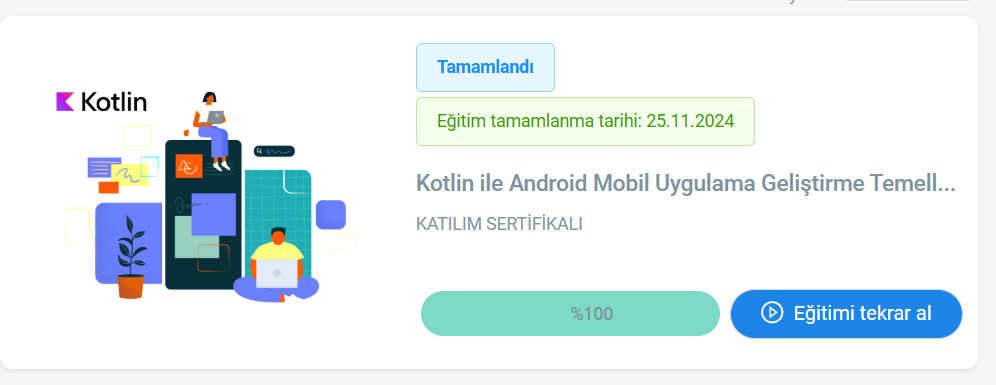 Kotlin
Tamamlandı
Eğitim tamamlanma tarihi: 25.11.2024
Kotlin ile Android Mobil Uygulama Geliştirme Temell...
KATILIM SERTİFİKALI
%100
Eğitimi tekrar al